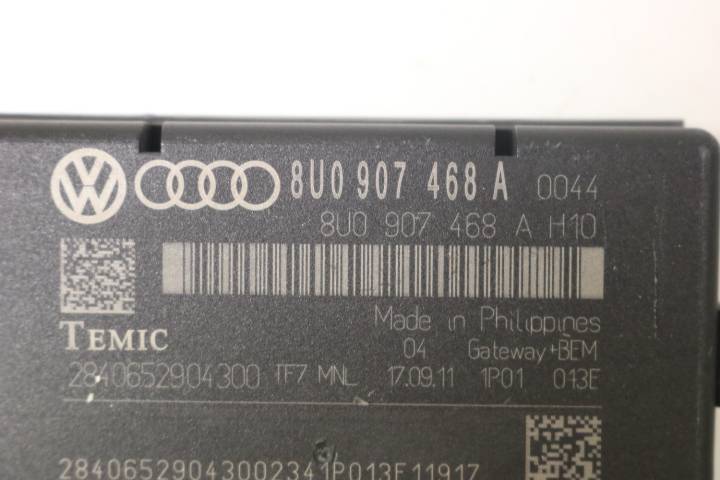 8U0 907 468 A 0044
8U0 907 468 A H10
TEMIC
Made in Philippines
04 Gateway+BEM
2840652904300 TF7 MNL 17.09.11 1P01 013E
28406529043002341P013E11917